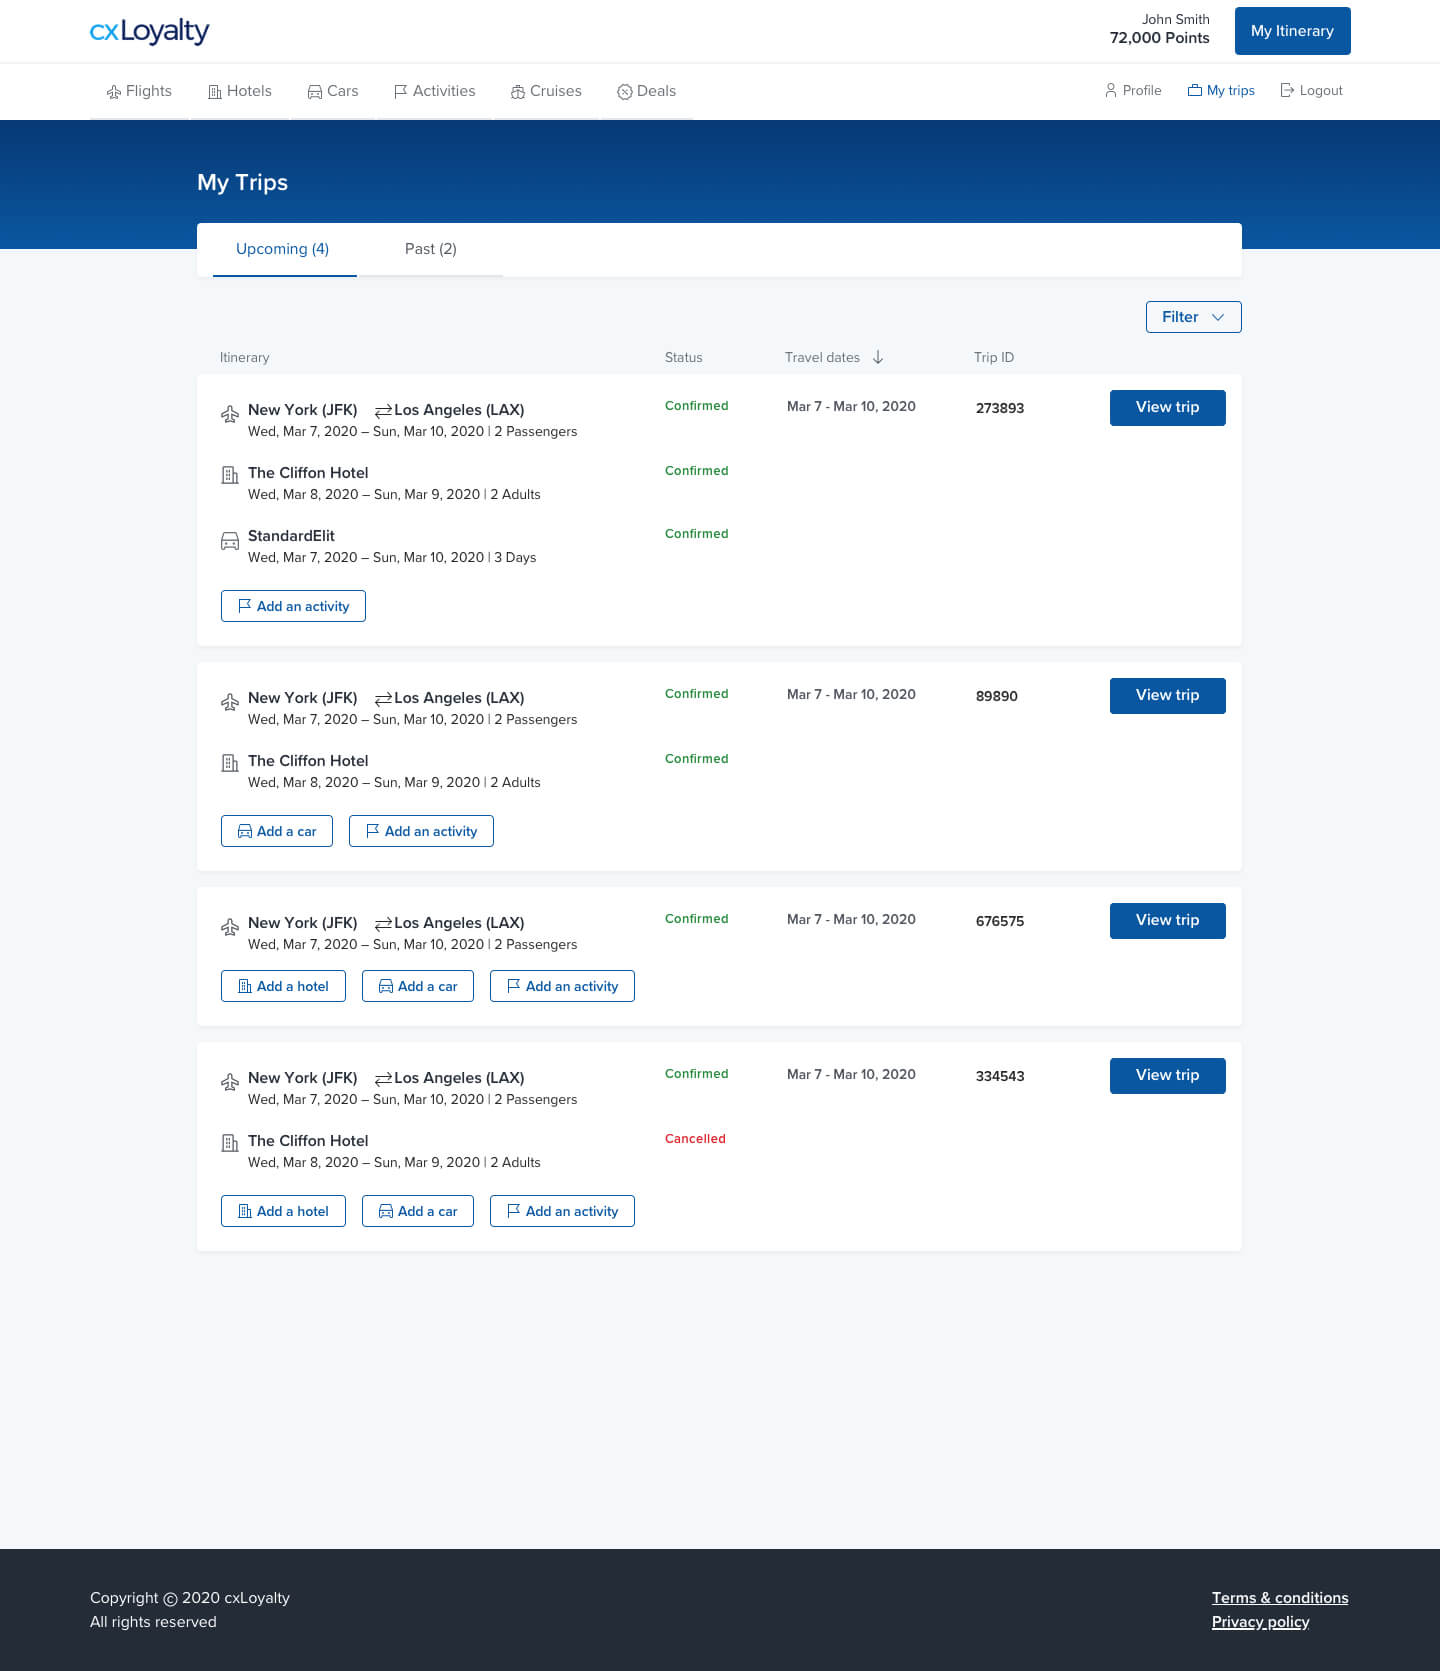 cxLoyalty
John Smith
72,000 Points
My Itinerary
Flights Hotels Cars Activities Cruises Deals
Profile My trips Logout
My Trips
Upcoming (4) Past (2)
Filter
Itinerary Status Travel dates Trip ID
New York (JFK) Los Angeles (LAX) Confirmed Mar 7 - Mar 10, 2020 273893 View trip
Wed, Mar 7, 2020 – Sun, Mar 10, 2020 | 2 Passengers
The Cliffon Hotel Confirmed
Wed, Mar 8, 2020 – Sun, Mar 9, 2020 | 2 Adults
StandardElit Confirmed
Wed, Mar 7, 2020 – Sun, Mar 10, 2020 | 3 Days
Add an activity
New York (JFK) Los Angeles (LAX) Confirmed Mar 7 - Mar 10, 2020 89890 View trip
Wed, Mar 7, 2020 – Sun, Mar 10, 2020 | 2 Passengers
The Cliffon Hotel Confirmed
Wed, Mar 8, 2020 – Sun, Mar 9, 2020 | 2 Adults
Add a car Add an activity
New York (JFK) Los Angeles (LAX) Confirmed Mar 7 - Mar 10, 2020 676575 View trip
Wed, Mar 7, 2020 – Sun, Mar 10, 2020 | 2 Passengers
Add a hotel Add a car Add an activity
New York (JFK) Los Angeles (LAX) Confirmed Mar 7 - Mar 10, 2020 334543 View trip
Wed, Mar 7, 2020 – Sun, Mar 10, 2020 | 2 Passengers
The Cliffon Hotel Cancelled
Wed, Mar 8, 2020 – Sun, Mar 9, 2020 | 2 Adults
Add a hotel Add a car Add an activity
Copyright © 2020 cxLoyalty Terms & conditions
All rights reserved Privacy policy